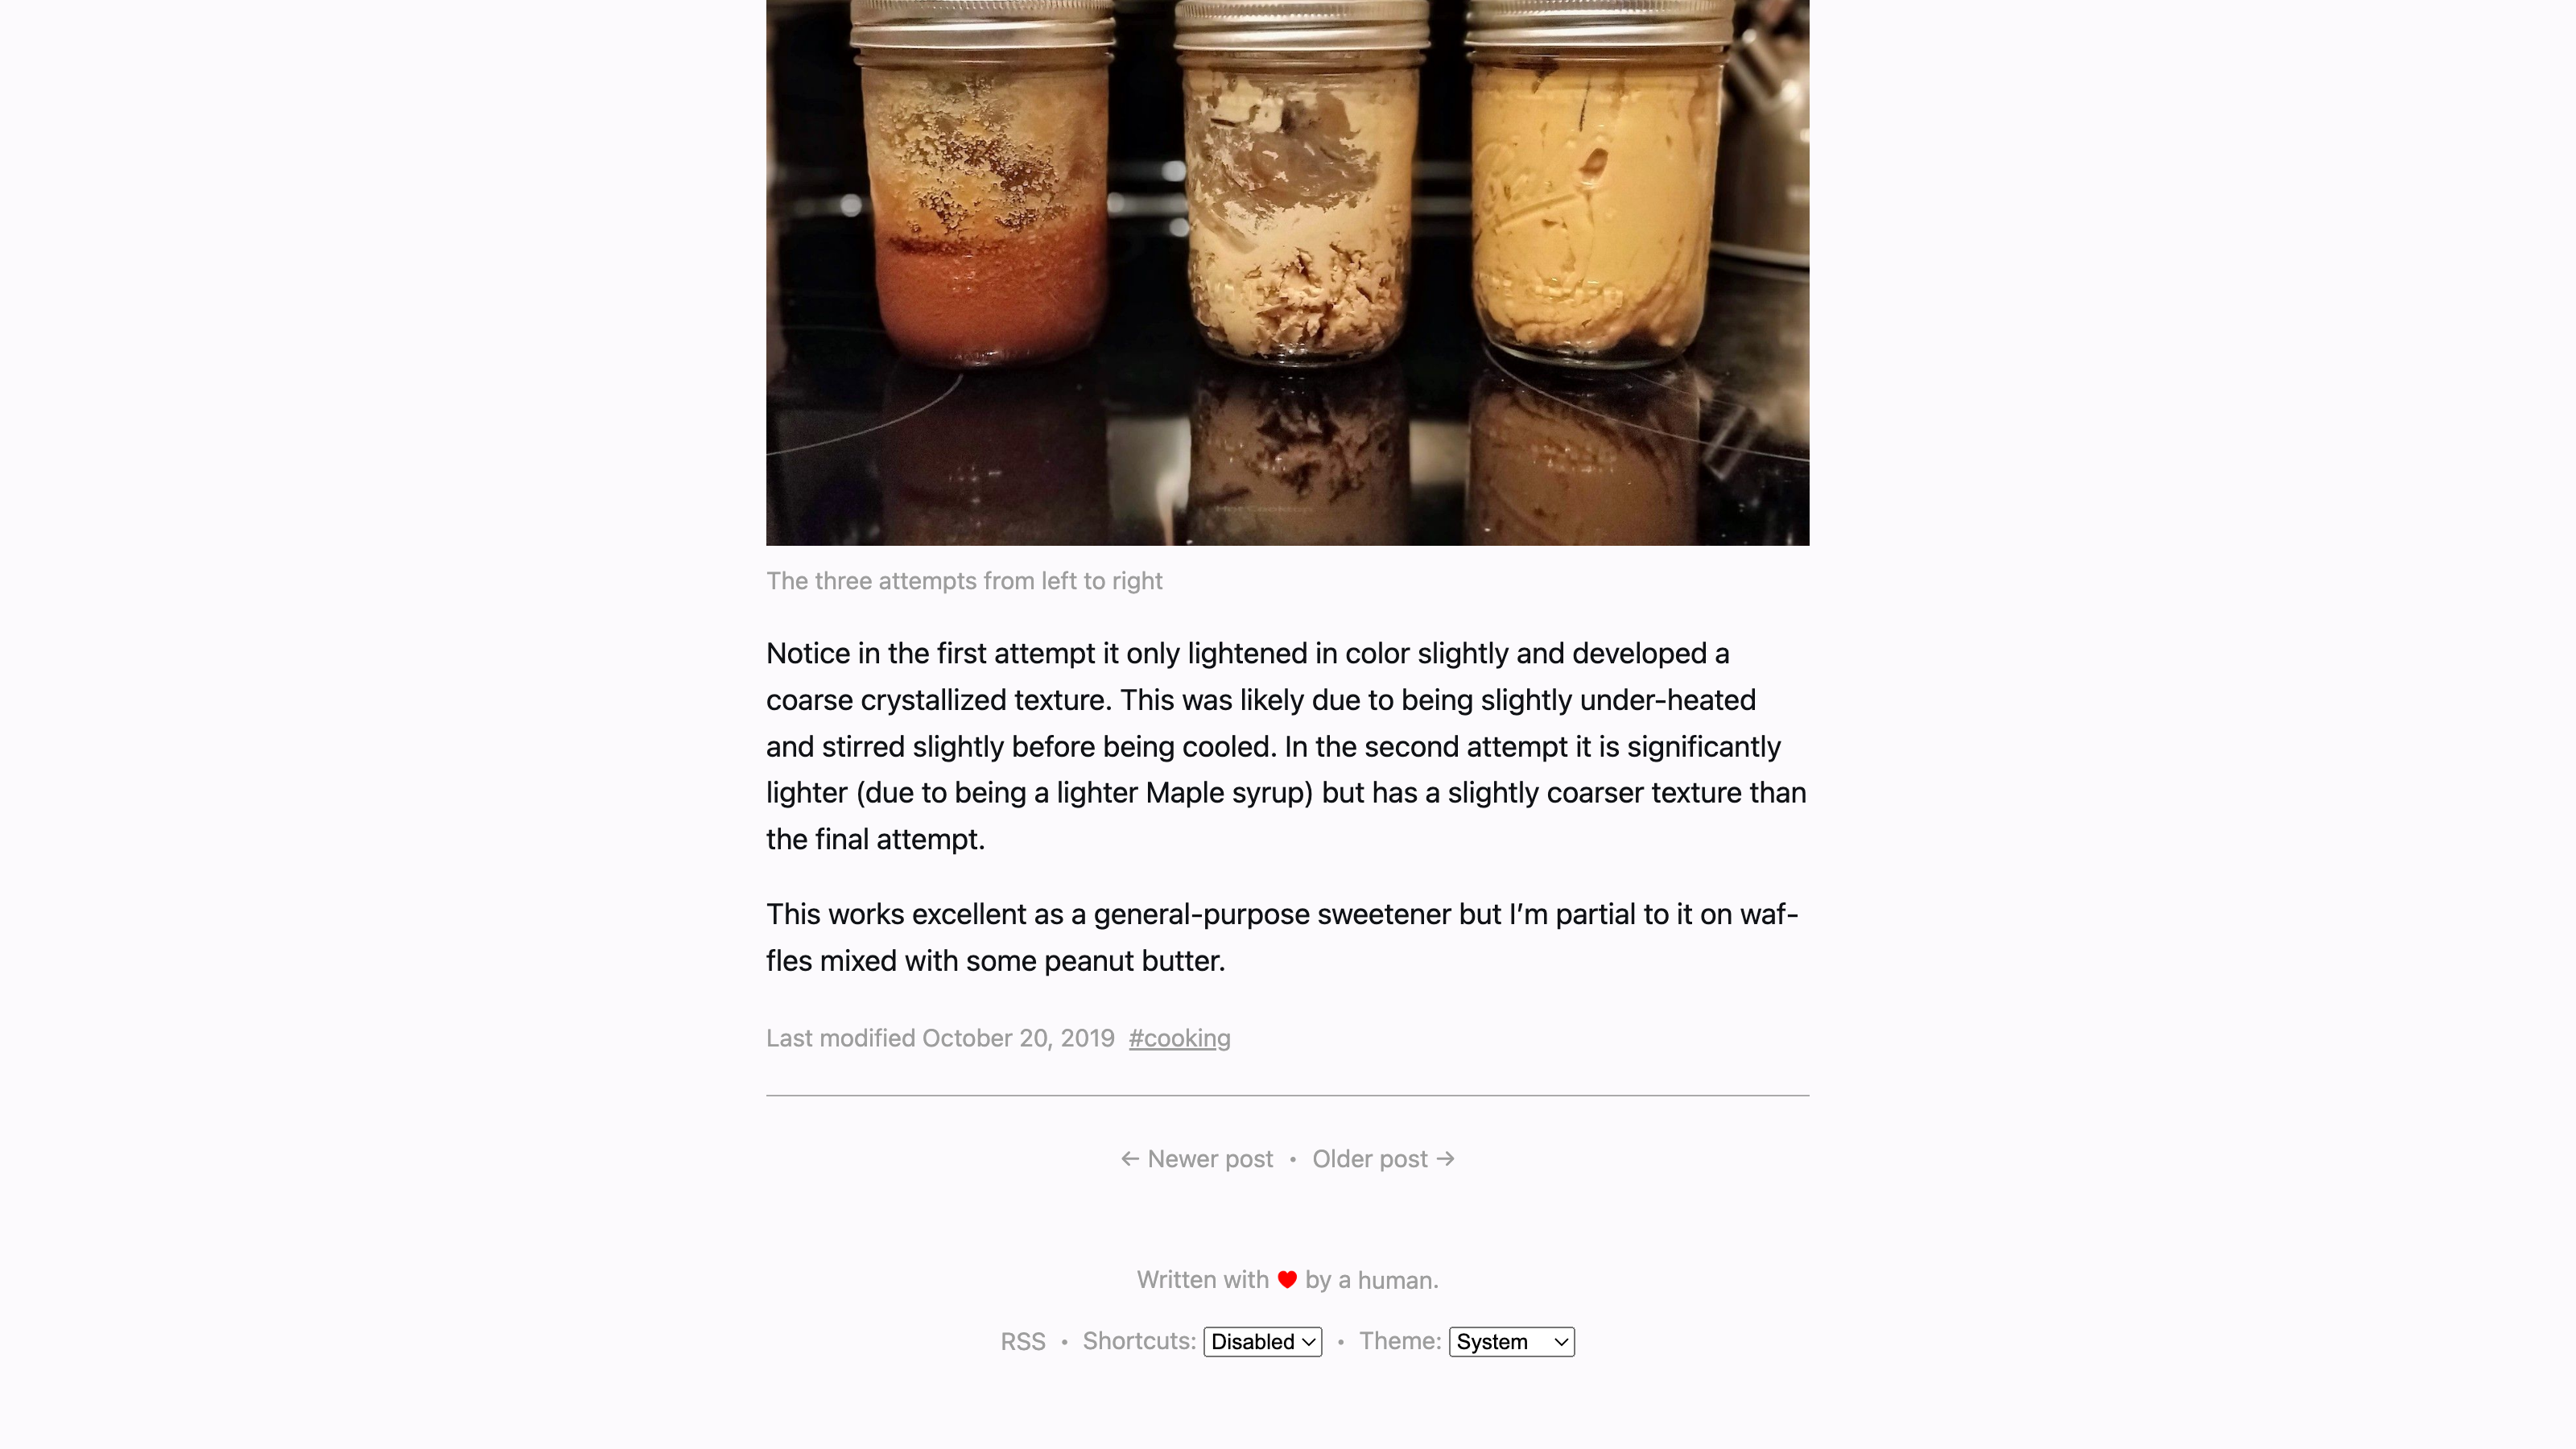 The three attempts from left to right
Notice in the first attempt it only lightened in color slightly and developed a
coarse crystallized texture. This was likely due to being slightly under-heated
and stirred slightly before being cooled. In the second attempt it is significantly
lighter (due to being a lighter Maple syrup) but has a slightly coarser texture than
the final attempt.
This works excellent as a general-purpose sweetener but I’m partial to it on waf-
fles mixed with some peanut butter.
Last modified October 20, 2019 #cooking
← Newer post • Older post →
Written with ♥ by a human.
RSS • Shortcuts: Disabled • Theme: System